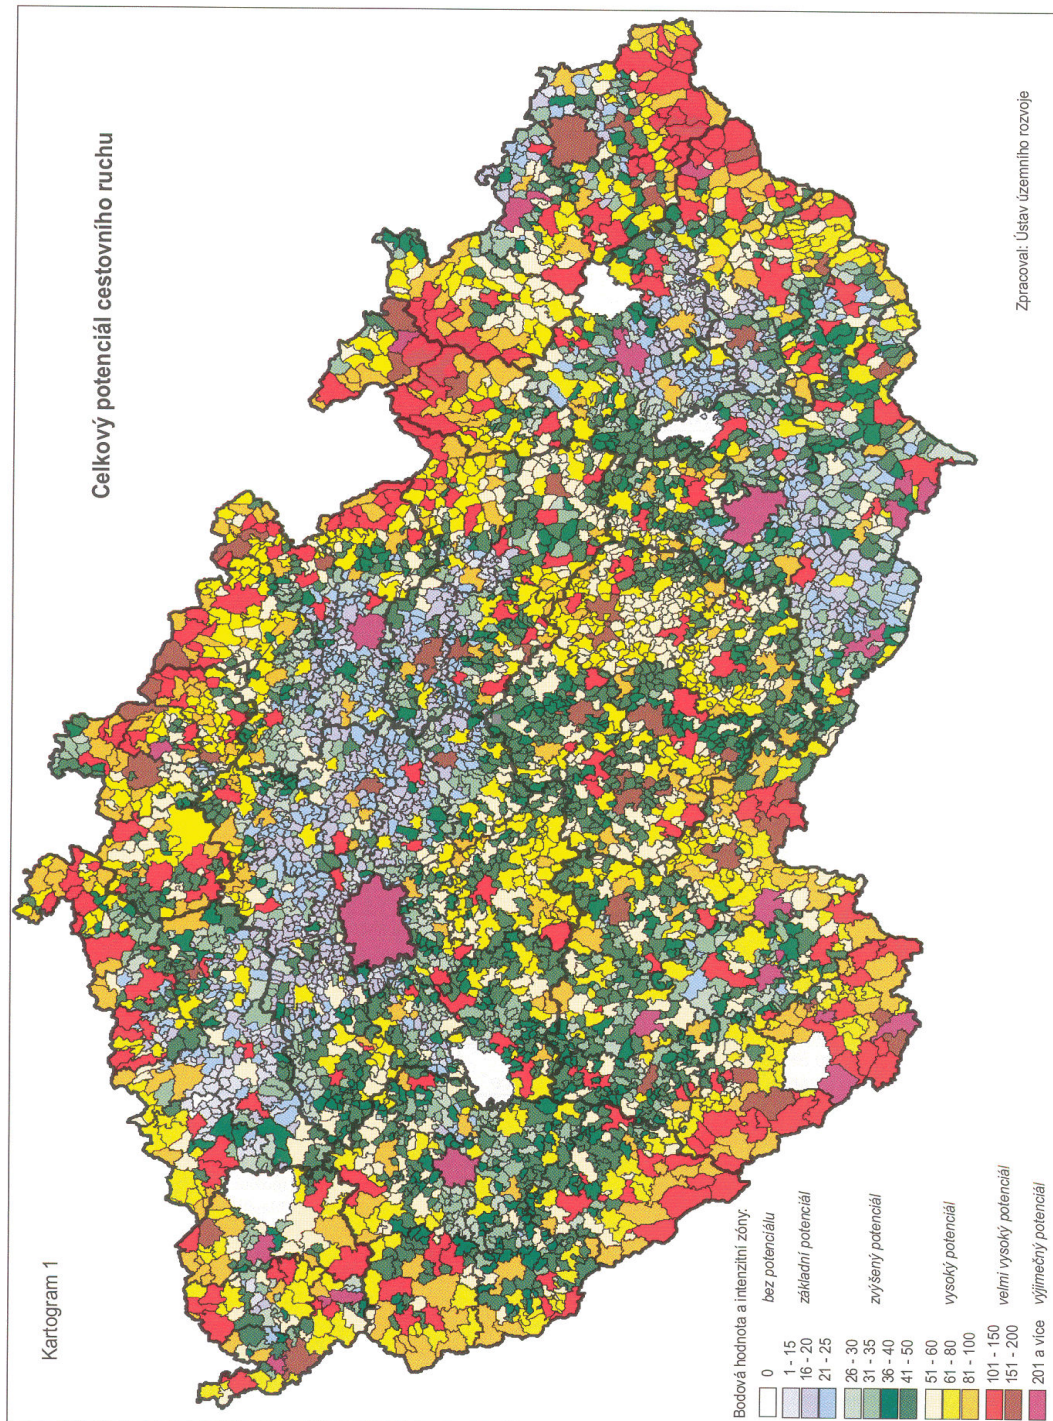 Kartogram 1
Celkový potenciál cestovního ruchu
Bodová hodnota a intenzitní zóny:
0 bez potenciálu
1 - 15
16 - 20 základní potenciál
21 - 25
26 - 30
31 - 35 zvýšený potenciál
36 - 40
41 - 50
51 - 60
61 - 80 vysoký potenciál
81 - 100
101 - 150 velmi vysoký potenciál
151 - 200
201 a více výjimečný potenciál
Zpracoval: Ústav územního rozvoje